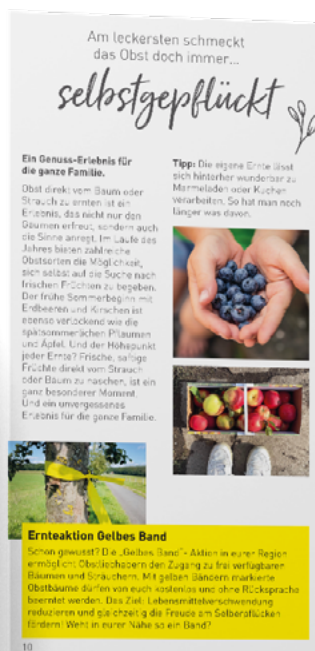 Am leckersten schmeckt
das Obst doch immer...
selbstgepflückt
Ein Genuss-Erlebnis für
die ganze Familie.
Obst direkt vom Baum oder
Strauch zu ernten ist ein
Erlebnis, das nicht nur den
Gaumen erfreut, sondern auch
die Sinne anregt. Im Laufe des
Jahres bieten zahlreiche
Obstsorten die Möglichkeit,
sich selbst auf die Suche nach
frischen Früchten zu begeben.
Der frühe Sommerbeginn mit
Erdbeeren und Kirschen ist
ebenso verlockend wie die
spätsommerlichen Pflaumen
und Äpfel. Und der Höhepunkt
jeder Ernte? Frische, saftige
Früchte direkt vom Strauch
oder Baum zu naschen, ist ein
ganz besonderer Moment.
Und ein unvergessenes
Erlebnis für die ganze Familie.
Tipp: Die eigene Ernte lässt
sich hinterher wunderbar zu
Marmeladen oder Kuchen
verarbeiten. So hat man noch
länger was davon.
Ernteaktion Gelbes Band
Schon gewusst? Die „Gelbes Band"- Aktion in eurer Region
ermöglicht Obstliebhabern den Zugang zu frei verfügbaren
Bäumen und Sträuchern. Mit gelben Bändern markierte
Obstbäume dürfen von euch kostenlos und ohne Rücksprache
beerntet werden. Das Ziel: Lebensmittelverschwendung
reduzieren und gleichzeitig die Freude am Selberpflücken
fördern! Weht in eurer Nähe so ein Band?
10